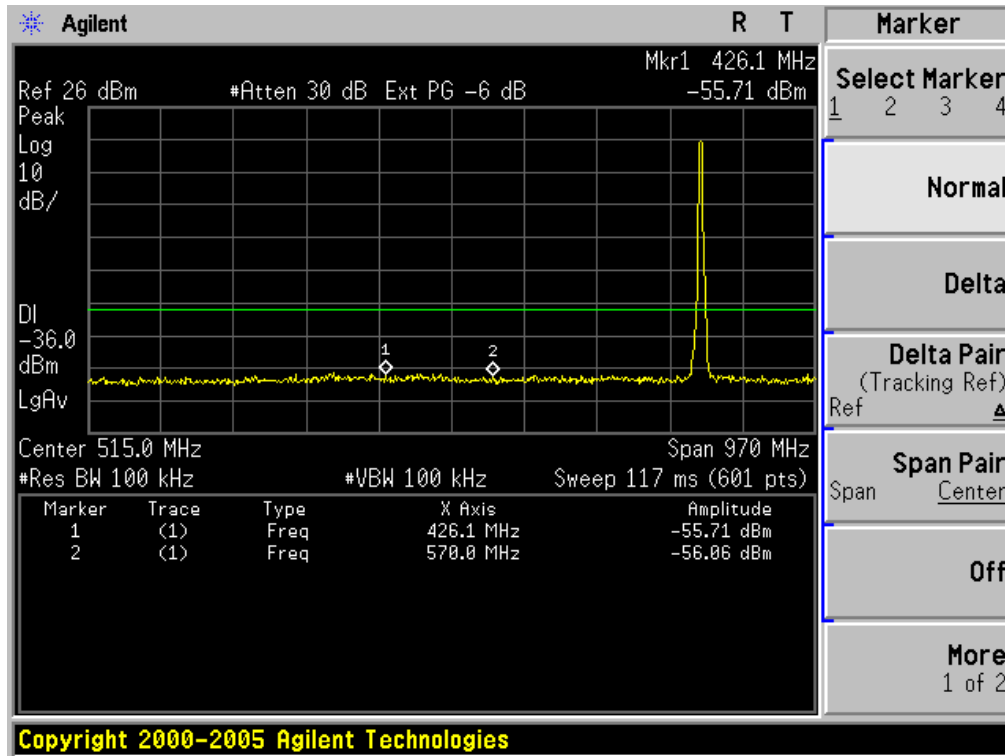 Agilent R T
Mkr1 426.1 MHz
Ref 26 dBm #Atten 30 dB Ext PG -6 dB -55.71 dBm
Peak
Log
10
dB/
DI
-36.0
dBm
LgAv
1 2
Center 515.0 MHz Span 970 MHz
#Res BW 100 kHz #VBW 100 kHz Sweep 117 ms (601 pts)
Marker Trace Type X Axis Amplitude
1 (1) Freq 426.1 MHz -55.71 dBm
2 (1) Freq 570.0 MHz -56.06 dBm
Marker
Select Marker
1 2 3 4
Normal
Delta
Delta Pair
(Tracking Ref)
Ref Δ
Span Pair
Span Center
Off
More
1 of 2
Copyright 2000-2005 Agilent Technologies